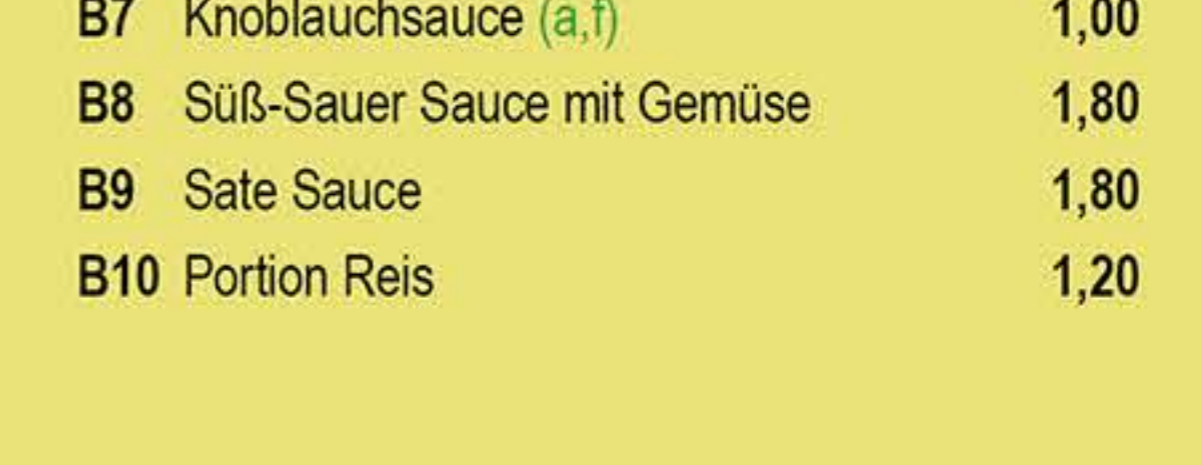 B7 Knoblauchsauce (a,f) 1,00
B8 Süß-Sauer Sauce mit Gemüse 1,80
B9 Sate Sauce 1,80
B10 Portion Reis 1,20